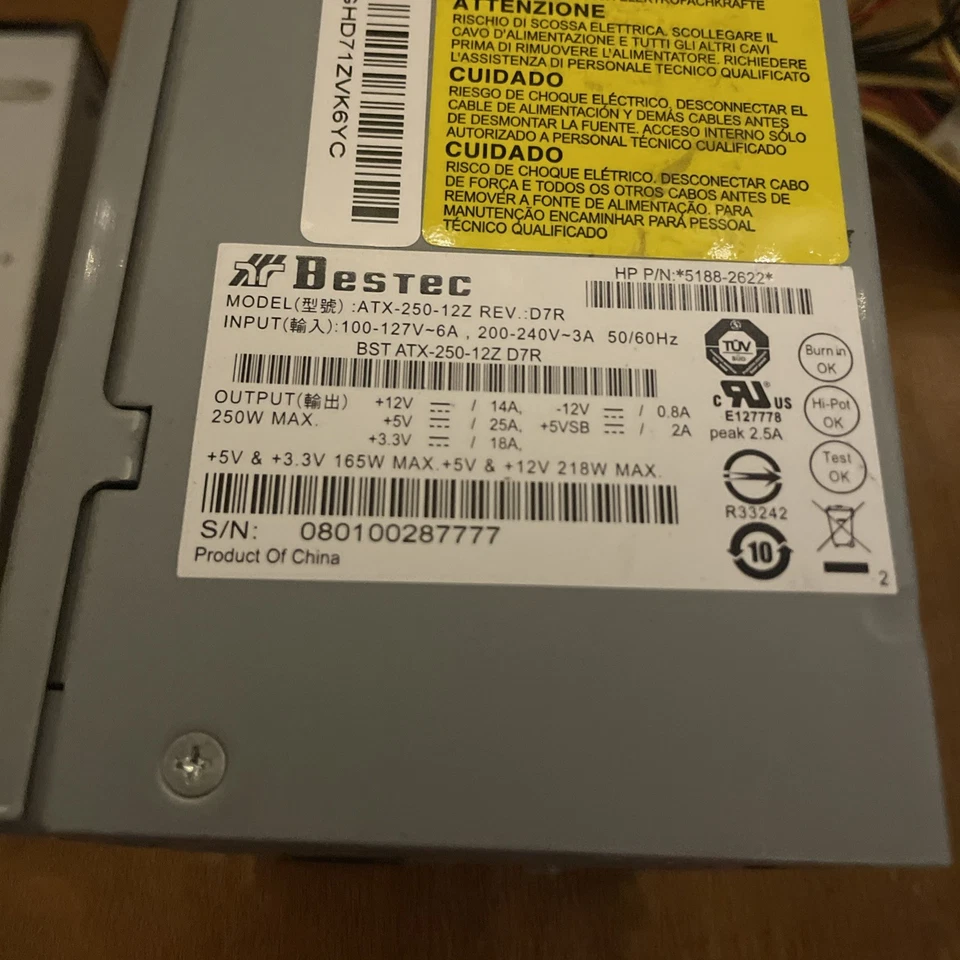 ELEKTROFACHKRÄFTE
ATTENZIONE
RISCHIO DI SCOSSA ELETTRICA. SCOLLEGARE IL
CAVO D'ALIMENTAZIONE E TUTTI GLI ALTRI CAVI
PRIMA DI RIMUOVERE L'ALIMENTATORE. RICHIEDERE
L'ASSISTENZA DI PERSONALE TECNICO QUALIFICATO
CUIDADO
RIESGO DE CHOQUE ELÉCTRICO, DESCONNECTAR EL
CABLE DE ALIMENTACIÓN Y DEMÁS CABLES ANTES
DE DESMONTAR LA FUENTE. ACCESO INTERNO SÓLO
AUTORIZADO A PERSONAL TÉCNICO CUALIFICADO
CUIDADO
RISCO DE CHOQUE ELÉTRICO. DESCONECTAR CABO
DE FORÇA E TODOS OS OTROS CABOS ANTES DE
REMOVER A FONTE DE ALIMENTAÇÃO. PARA
MANUTENÇÃO ENCAMINHAR PARA PESSOAL
TÉCNICO QUALIFICADO
HD71ZVK6YC
BESTEC
HP P/N:*5188-2622*
MODEL(型號) :ATX-250-12Z REV.:D7R
INPUT(輸入):100-127V~6A , 200-240V~3A 50/60Hz
BST ATX-250-12Z D7R
OUTPUT(輸出) +12V ⎓ / 14A, -12V ⎓ / 0.8A
250W MAX. +5V ⎓ / 25A, +5VSB ⎓ / 2A peak 2.5A
+3.3V ⎓ / 18A,
+5V & +3.3V 165W MAX.+5V & +12V 218W MAX.
S/N: 080100287777
Product Of China
TÜV
SÜD
c RU ® US
E127778
R33242
10
Burn in
OK
Hi-Pot
OK
Test
OK
2